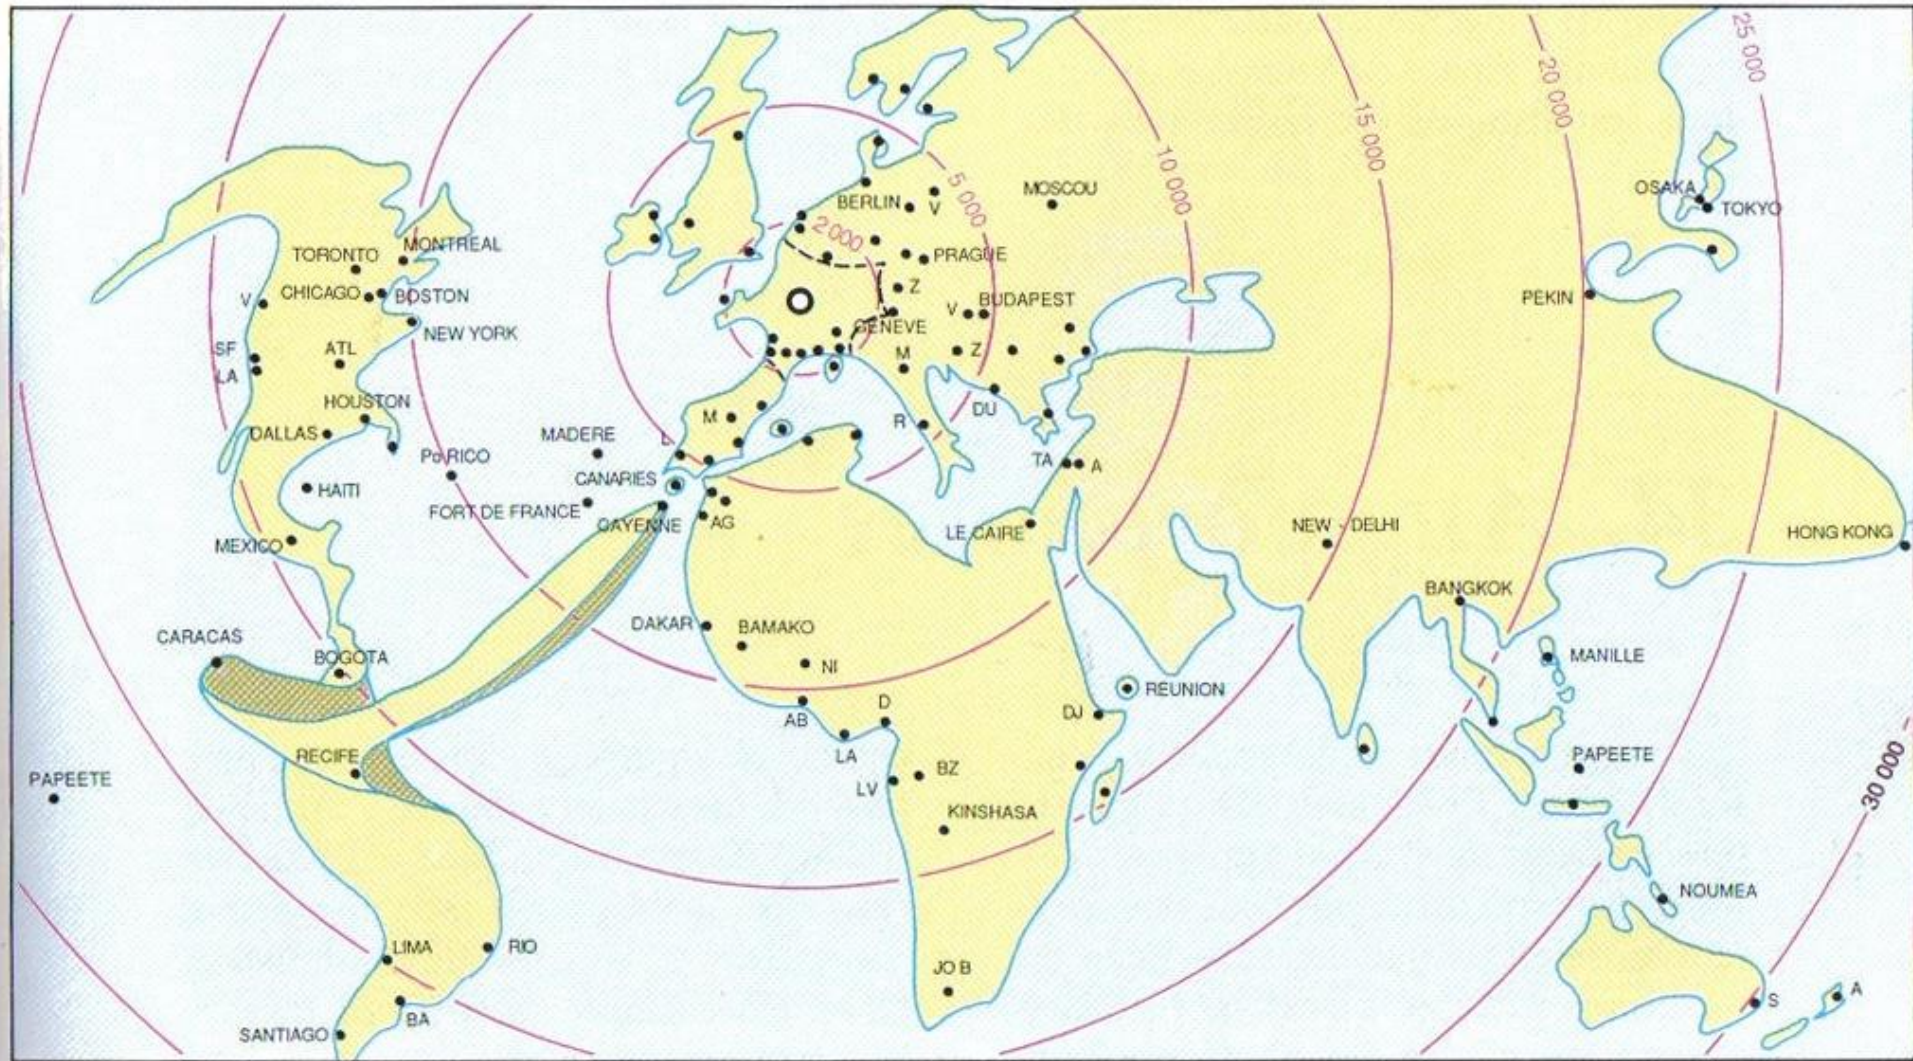 25 000
20 000
15 000
10 000
5 000
2 000
30 000
OSAKA
TOKYO
MOSCOU
BERLIN
V
TORONTO
MONTREAL
PRAGUE
V
CHICAGO
BOSTON
Z
V
BUDAPEST
PEKIN
GENEVE
NEW YORK
SF
ATL
M
Z
LA
HOUSTON
DU
M
R
DALLAS
MADERE
L
Po RICO
TA
A
CANARIES
HAITI
FORT DE FRANCE
CAYENNE
AG
LE CAIRE
NEW - DELHI
HONG KONG
MEXICO
BANGKOK
DAKAR
BAMAKO
CARACAS
BOGOTA
NI
MANILLE
REUNION
AB
D
DJ
LA
RECIFE
PAPEETE
LV
BZ
PAPEETE
KINSHASA
NOUMEA
LIMA
RIO
JO B
S
A
BA
SANTIAGO